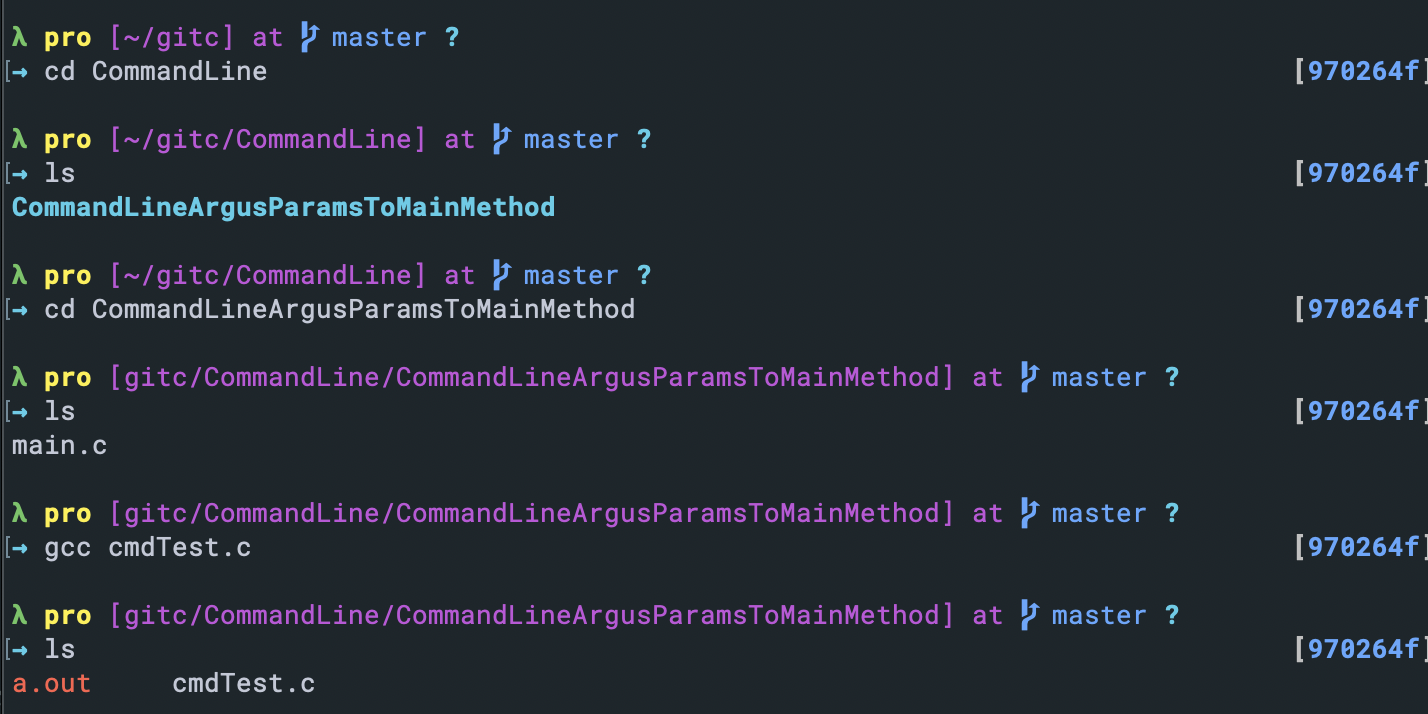 λ pro [~/gitc] at master ?
[→ cd CommandLine [970264f]
λ pro [~/gitc/CommandLine] at master ?
[→ ls [970264f]
CommandLineArgusParamsToMainMethod
λ pro [~/gitc/CommandLine] at master ?
[→ cd CommandLineArgusParamsToMainMethod [970264f]
λ pro [gitc/CommandLine/CommandLineArgusParamsToMainMethod] at master ?
[→ ls [970264f]
main.c
λ pro [gitc/CommandLine/CommandLineArgusParamsToMainMethod] at master ?
[→ gcc cmdTest.c [970264f]
λ pro [gitc/CommandLine/CommandLineArgusParamsToMainMethod] at master ?
[→ ls [970264f]
a.out cmdTest.c